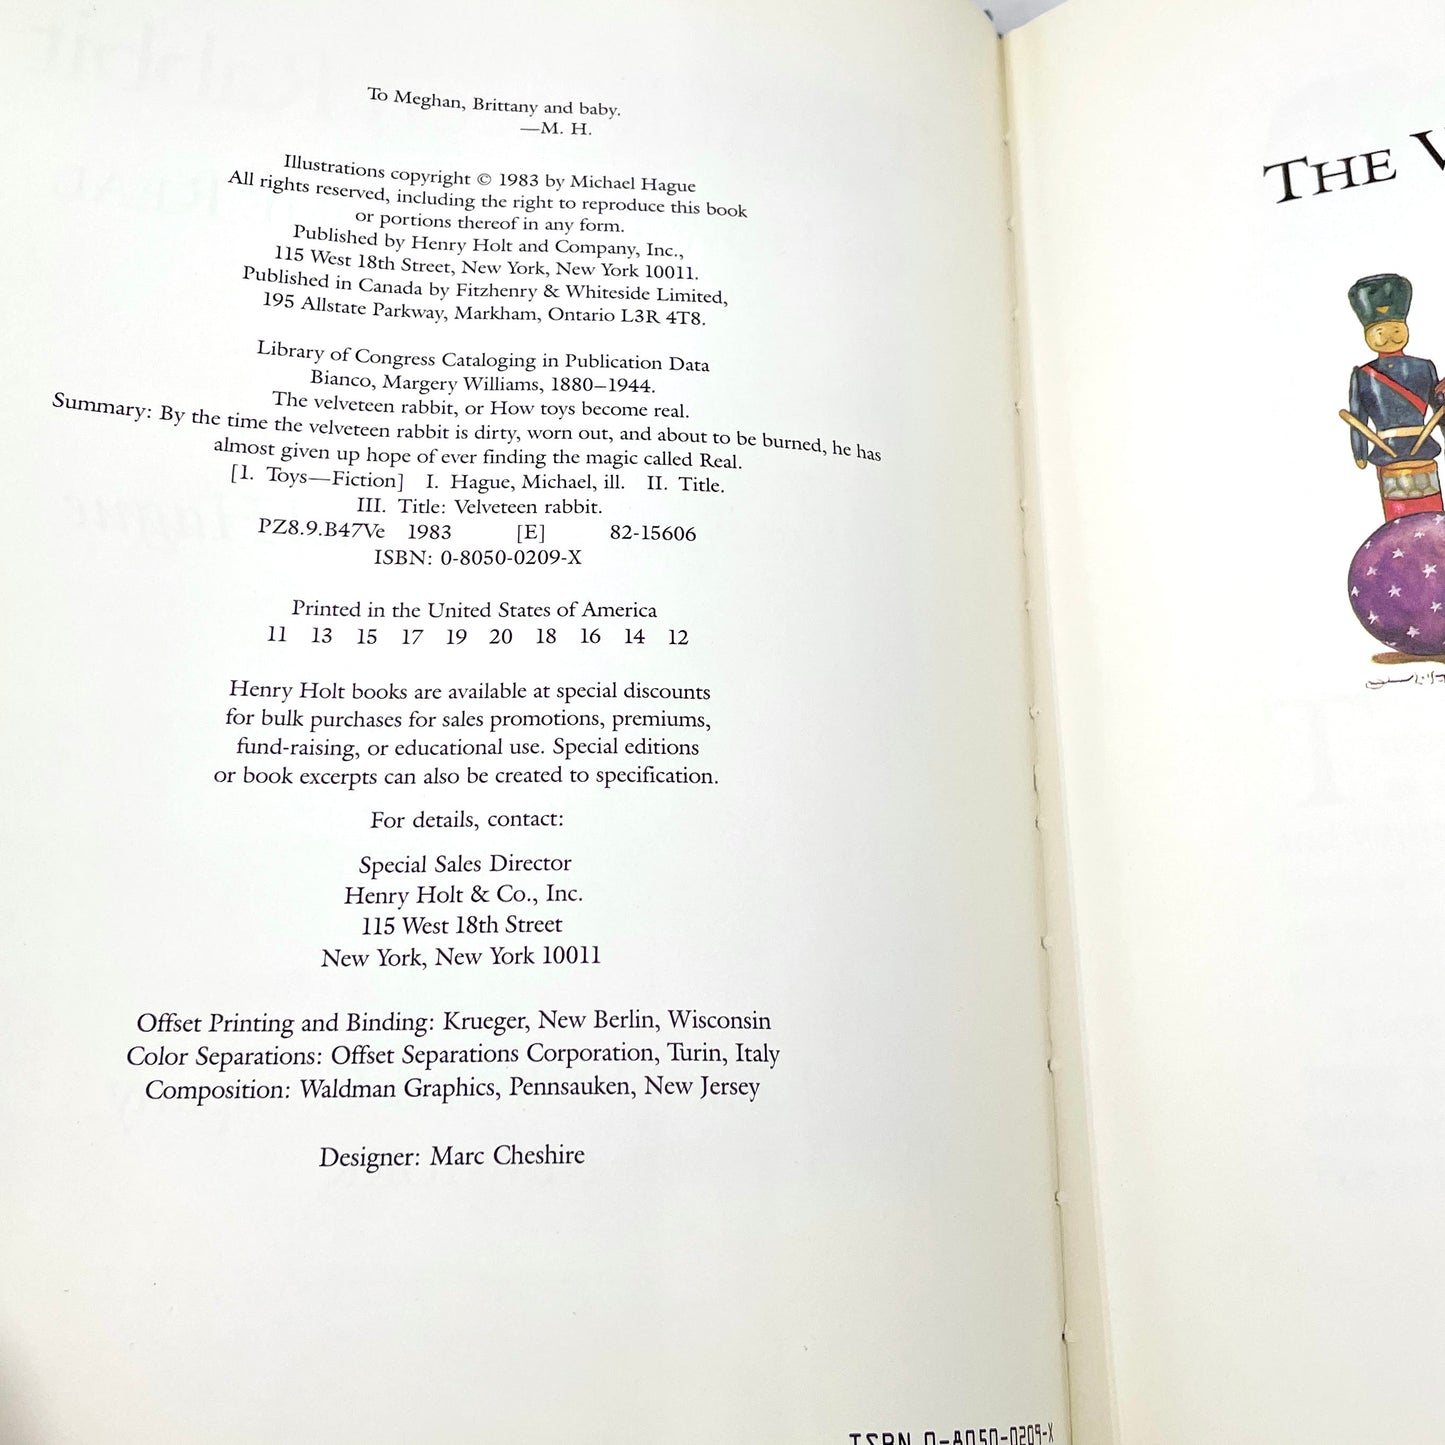 To Meghan, Brittany and baby.
—M. H.
Illustrations copyright © 1983 by Michael Hague
All rights reserved, including the right to reproduce this book
or portions thereof in any form.
Published by Henry Holt and Company, Inc.,
115 West 18th Street, New York, New York 10011.
Published in Canada by Fitzhenry & Whiteside Limited,
195 Allstate Parkway, Markham, Ontario L3R 4T8.
Library of Congress Cataloging in Publication Data
Bianco, Margery Williams, 1880–1944.
The velveteen rabbit, or How toys become real.
Summary: By the time the velveteen rabbit is dirty, worn out, and about to be burned, he has
almost given up hope of ever finding the magic called Real.
[1. Toys—Fiction] I. Hague, Michael, ill. II. Title.
III. Title: Velveteen rabbit.
PZ8.9.B47Ve 1983 [E] 82-15606
ISBN: 0-8050-0209-X
Printed in the United States of America
11 13 15 17 19 20 18 16 14 12
Henry Holt books are available at special discounts
for bulk purchases for sales promotions, premiums,
fund-raising, or educational use. Special editions
or book excerpts can also be created to specification.
For details, contact:
Special Sales Director
Henry Holt & Co., Inc.
115 West 18th Street
New York, New York 10011
Offset Printing and Binding: Krueger, New Berlin, Wisconsin
Color Separations: Offset Separations Corporation, Turin, Italy
Composition: Waldman Graphics, Pennsauken, New Jersey
Designer: Marc Cheshire
ISBN 0-8050-0209-X
THE V